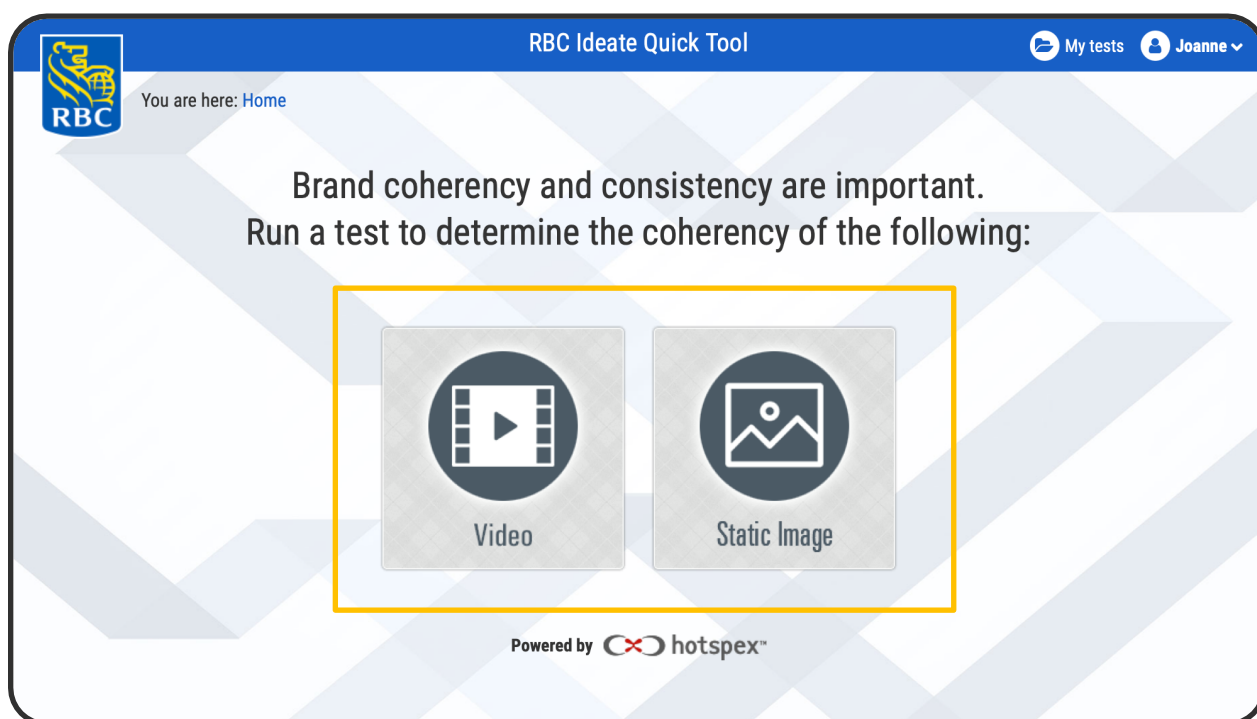 RBC Ideate Quick Tool
My tests
Joanne
RBC
You are here: Home
Brand coherency and consistency are important.
Run a test to determine the coherency of the following:
Video
Static Image
Powered by hotspex™